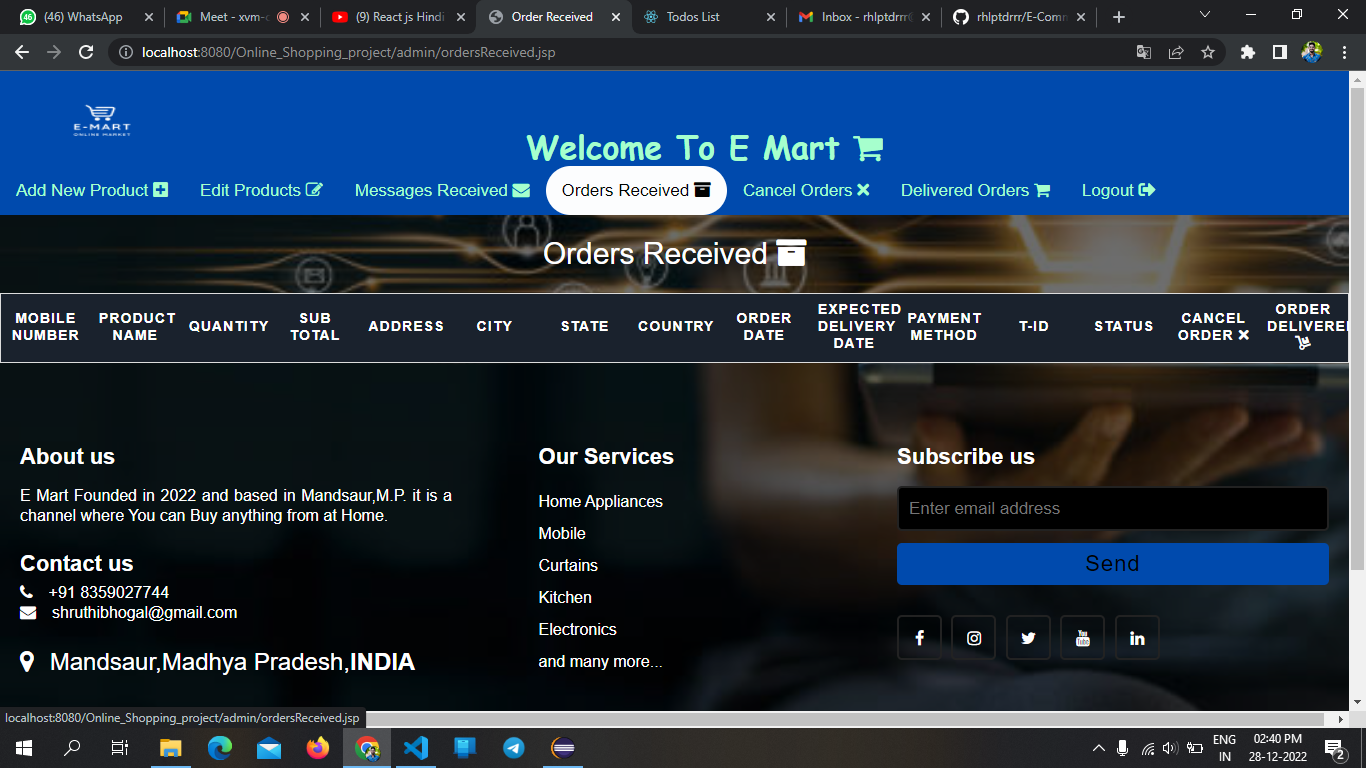 (46) WhatsApp
Meet - xvm-c
(9) React js Hindi
Order Received
Todos List
Inbox - rhlptdrrr
rhlptdrrr/E-Comm
localhost:8080/Online_Shopping_project/admin/ordersReceived.jsp
E-MART
ONLINE MARKET
Welcome To E Mart
Add New Product
Edit Products
Messages Received
Orders Received
Cancel Orders
Delivered Orders
Logout
Orders Received
MOBILE NUMBER
PRODUCT NAME
QUANTITY
SUB TOTAL
ADDRESS
CITY
STATE
COUNTRY
ORDER DATE
EXPECTED DELIVERY DATE
PAYMENT METHOD
T-ID
STATUS
CANCEL ORDER
ORDER DELIVERED
About us
E Mart Founded in 2022 and based in Mandsaur,M.P. it is a
channel where You can Buy anything from at Home.
Contact us
+91 8359027744
shruthibhogal@gmail.com
Mandsaur,Madhya Pradesh,INDIA
Our Services
Home Appliances
Mobile
Curtains
Kitchen
Electronics
and many more...
Subscribe us
Enter email address
Send
You Tube
localhost:8080/Online_Shopping_project/admin/ordersReceived.jsp
ENG
IN
02:40 PM
28-12-2022
2